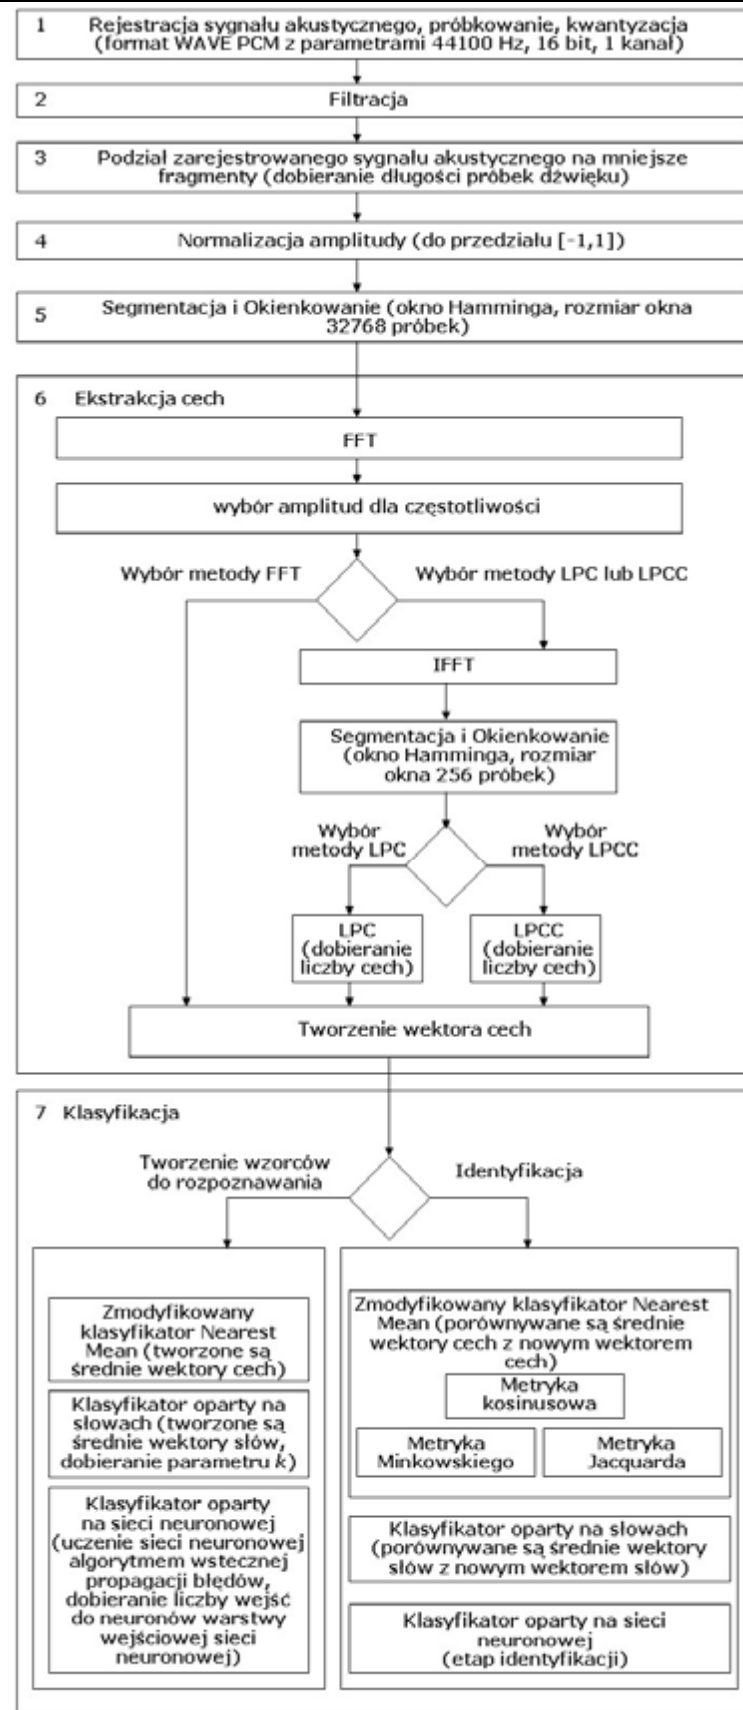 1 Rejestracja sygnału akustycznego, próbkowanie, kwantyzacja
(format WAVE PCM z parametrami 44100 Hz, 16 bit, 1 kanał)
2 Filtracja
3 Podział zarejestrowanego sygnału akustycznego na mniejsze
fragmenty (dobieranie długości próbek dźwięku)
4 Normalizacja amplitudy (do przedziału [-1,1])
5 Segmentacja i Okienkowanie (okno Hamminga, rozmiar okna
32768 próbek)
6 Ekstrakcja cech
FFT
wybór amplitud dla częstotliwości
Wybór metody FFT
Wybór metody LPC lub LPCC
IFFT
Segmentacja i Okienkowanie
(okno Hamminga, rozmiar
okna 256 próbek)
Wybór
metody LPC
Wybór
metody LPCC
LPC
(dobieranie
liczby cech)
LPCC
(dobieranie
liczby cech)
Tworzenie wektora cech
7 Klasyfikacja
Tworzenie wzorców
do rozpoznawania
Identyfikacja
Zmodyfikowany
klasyfikator Nearest
Mean (tworzone są
średnie wektory cech)
Klasyfikator oparty na
słowach (tworzone są
średnie wektory słów,
dobieranie parametru k)
Klasyfikator oparty
na sieci neuronowej
(uczenie sieci neuronowej
algorytmem wstecznej
propagacji błędów,
dobieranie liczby wejść
do neuronów warstwy
wejściowej sieci
neuronowej)
Zmodyfikowany klasyfikator Nearest
Mean (porównywane są średnie
wektory cech z nowym wektorem
cech)
Metryka
kosinusowa
Metryka
Minkowskiego
Metryka
Jacquarda
Klasyfikator oparty na słowach
(porównywane są średnie wektory
słów z nowym wektorem słów)
Klasyfikator oparty na sieci
neuronowej
(etap identyfikacji)